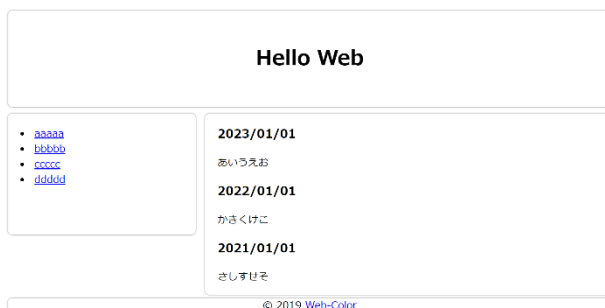 Hello Web
aaaaa
bbbbb
ccccc
ddddd
2023/01/01
あいうえお
2022/01/01
かきくけこ
2021/01/01
さしすせそ
© 2019 Web-Color